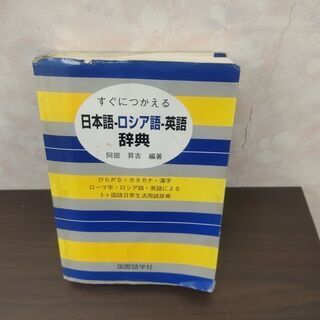 すぐにつかえる
日本語-ロシア語-英語
辞典
阿部 昇吉 編著
ひらがな・カタカナ・漢字
ローマ字・ロシア語・英語による
3ヶ国語日常生活用語辞典
国際語学社